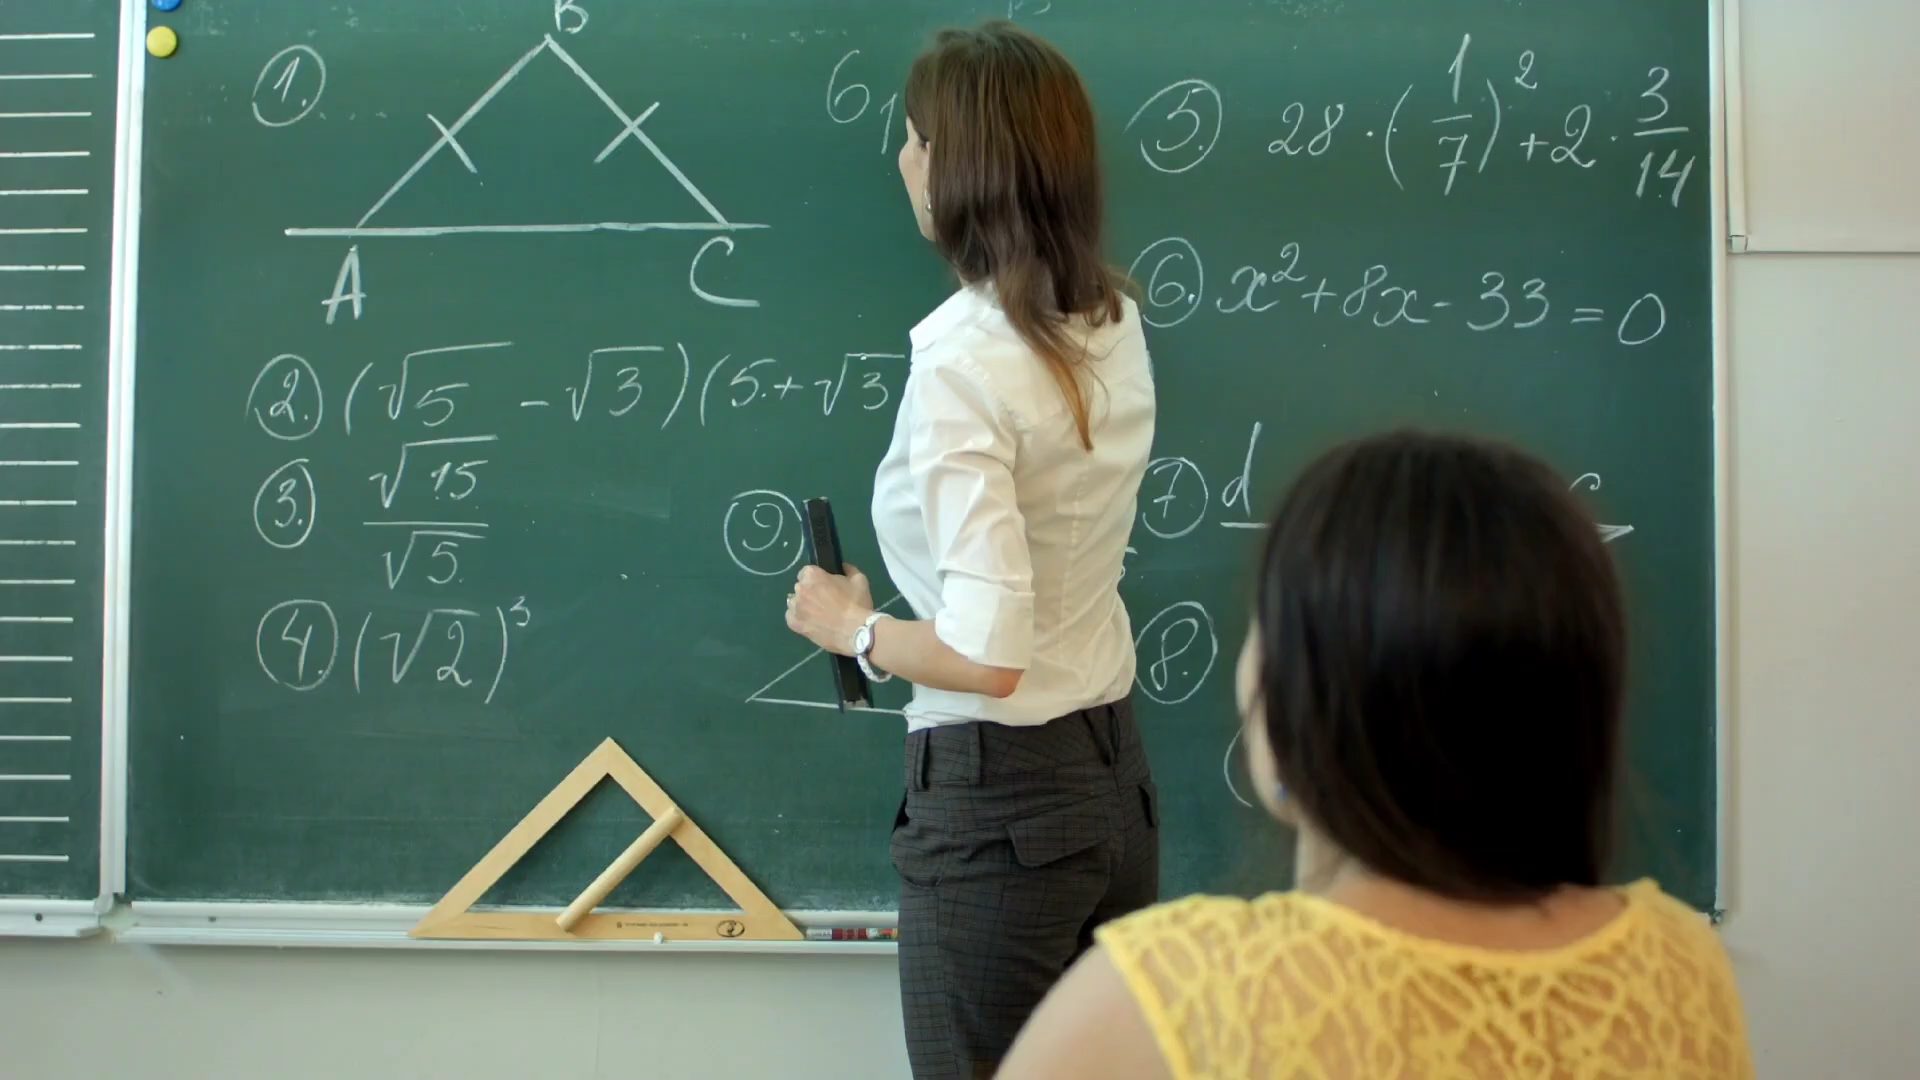 B
1.
A C
6
2. (√5 - √3)(5 + √3
3. √15
√5
4. (√2)³
9.
5. 28 · (1/7)² + 2 · 3/14
6. x² + 8x - 33 = 0
7. d c
8.